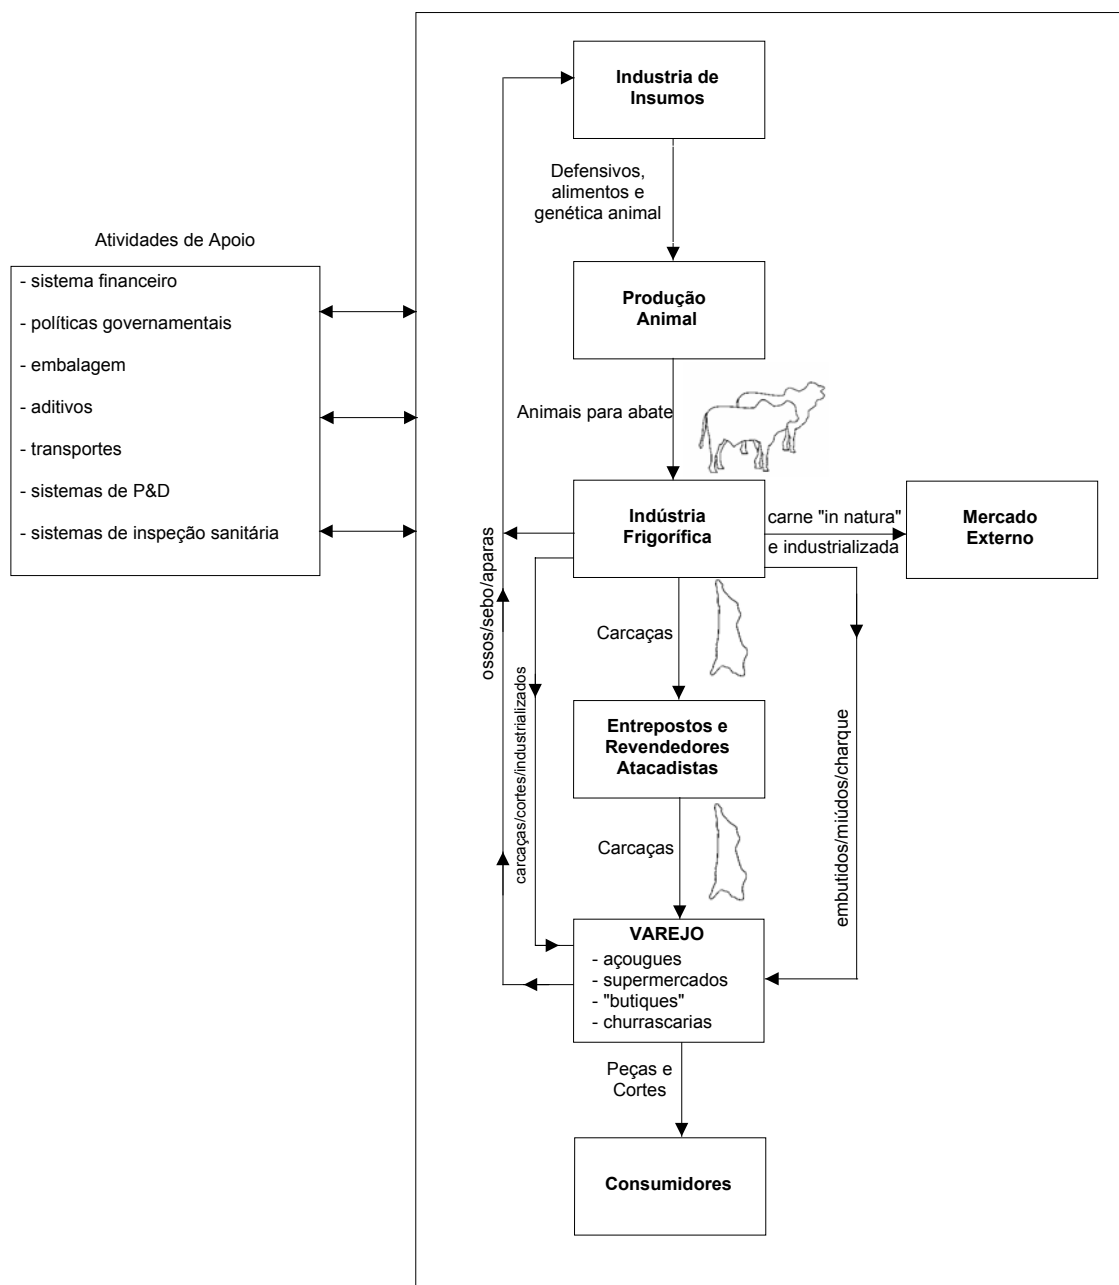 Industria de
Insumos
Defensivos,
alimentos e
genética animal
Atividades de Apoio
- sistema financeiro
- políticas governamentais
- embalagem
- aditivos
- transportes
- sistemas de P&D
- sistemas de inspeção sanitária
Produção
Animal
Animais para abate
Indústria
Frigorífica
carne "in natura"
e industrializada
Mercado
Externo
ossos/sebo/aparas
carcaças/cortes/industrializados
Carcaças
embutidos/miúdos/charque
Entrepostos e
Revendedores
Atacadistas
Carcaças
VAREJO
- açougues
- supermercados
- "butiques"
- churrascarias
Peças e
Cortes
Consumidores